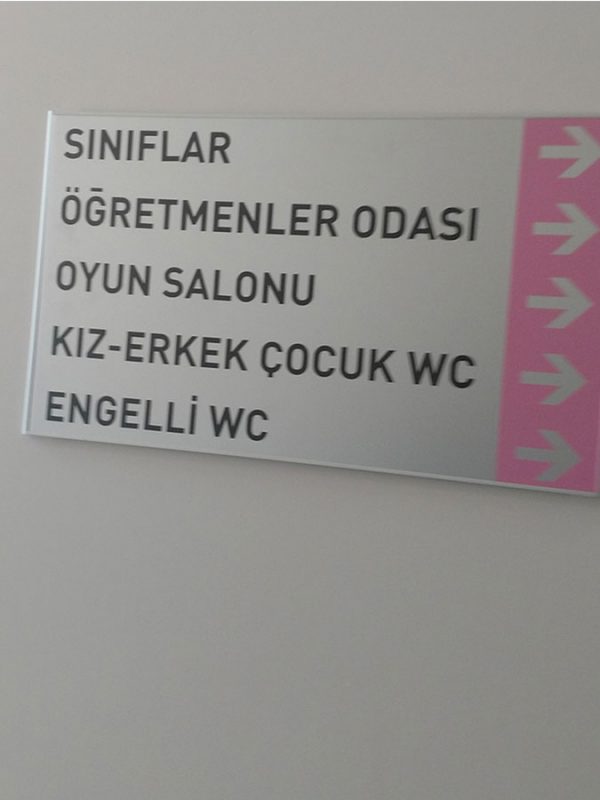 SINIFLAR
ÖĞRETMENLER ODASI
OYUN SALONU
KIZ-ERKEK ÇOCUK WC
ENGELLİ WC